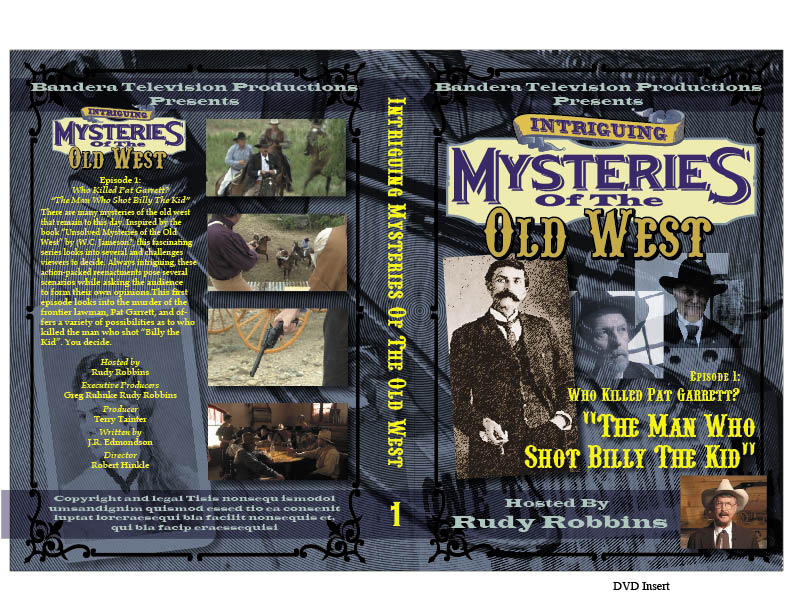 Bandera Television Productions
Presents
INTRIGUING
MYSTERIES
Of The
OLD WEST
Episode 1:
Who Killed Pat Garrett?
"The Man Who Shot Billy The Kid"
There are many mysteries of the old west
that remain to this day. Inspired by the
book "Unsolved Mysteries of the Old
West" by (W.C. Jameson?, this fascinating
series looks into several and challenges
viewers to decide. Always intriguing, these
action-packed reenactments pose several
scenarios while asking the audience
to form their own opinions.This first
episode looks into the murder of the
frontier lawman, Pat Garrett, and of-
fers a variety of possibilities as to who
killed the man who shot "Billy the
Kid". You decide.
Hosted by
Rudy Robbins
Executive Producers
Greg Ruhnke Rudy Robbins
Producer
Terry Tainter
Written by
J.R. Edmondson
Director
Robert Hinkle
Copyright and legal Tisis nonsequ ismodol
umsandignim quismod essed tio ea consenit
iuptat loreraesequi bla facilit nonsequis et,
qui bla facip eraessequisi
Intriguing Mysteries Of The Old West
1
Bandera Television Productions
Presents
INTRIGUING
MYSTERIES
Of The
OLD WEST
Episode 1:
Who Killed Pat Garrett?
"The Man Who
Shot Billy The Kid"
Hosted By
Rudy Robbins
DVD Insert